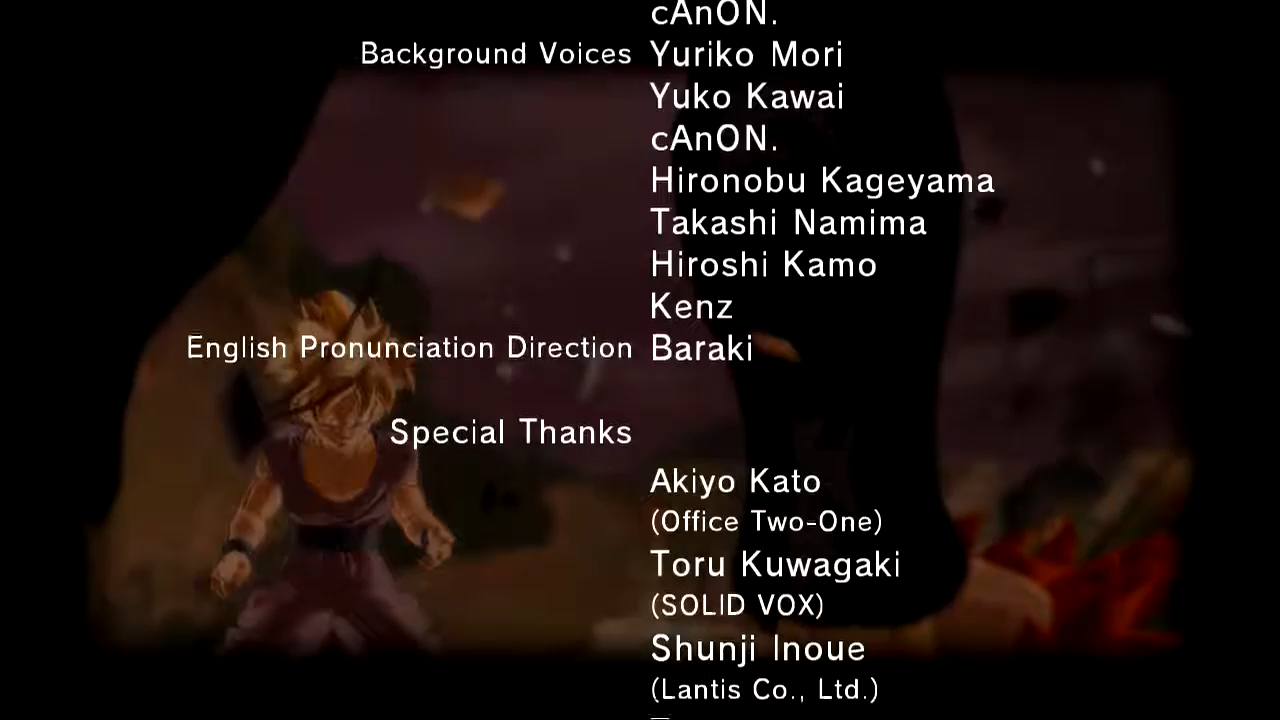 cAnON.
Background Voices Yuriko Mori
Yuko Kawai
cAnON.
Hironobu Kageyama
Takashi Namima
Hiroshi Kamo
Kenz
English Pronunciation Direction Baraki
Special Thanks
Akiyo Kato
(Office Two-One)
Toru Kuwagaki
(SOLID VOX)
Shunji Inoue
(Lantis Co., Ltd.)